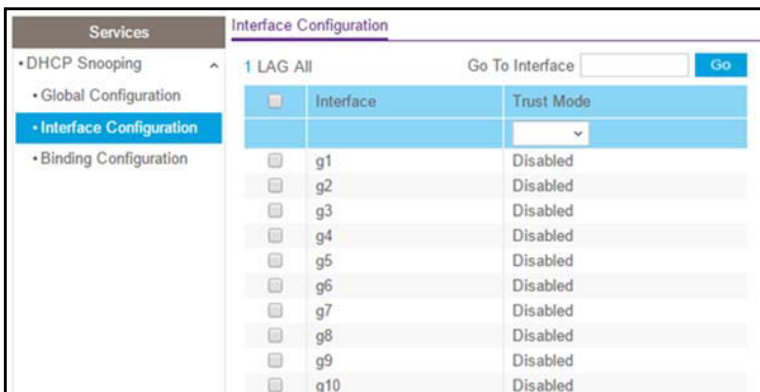 Services
• DHCP Snooping
• Global Configuration
• Interface Configuration
• Binding Configuration
Interface Configuration
1 LAG All
Go To Interface Go
Interface Trust Mode
g1 Disabled
g2 Disabled
g3 Disabled
g4 Disabled
g5 Disabled
g6 Disabled
g7 Disabled
g8 Disabled
g9 Disabled
g10 Disabled